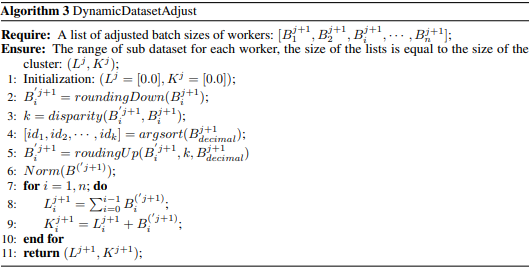 Algorithm 3 DynamicDatasetAdjust
Require: A list of adjusted batch sizes of workers: [B_1^{j+1}, B_2^{j+1}, B_i^{j+1}, ⋯, B_n^{j+1}];
Ensure: The range of sub dataset for each worker, the size of the lists is equal to the size of the
cluster: (L^j, K^j);
1: Initialization: (L^j = [0.0], K^j = [0.0]);
2: B_i^{'j+1} = roundingDown(B_i^{j+1});
3: k = disparity(B_i^{'j+1}, B_i^{j+1});
4: [id_1, id_2, ⋯, id_k] = argsort(B_{decimal}^{j+1});
5: B_i^{'j+1} = roudingUp(B_i^{'j+1}, k, B_{decimal}^{j+1})
6: Norm(B^{('j+1)});
7: for i = 1, n; do
8: L_i^{j+1} = ∑_{i=0}^{i−1} B_i^{('j+1)};
9: K_i^{j+1} = L_i^{j+1} + B_i^{('j+1)};
10: end for
11: return (L^{j+1}, K^{j+1});